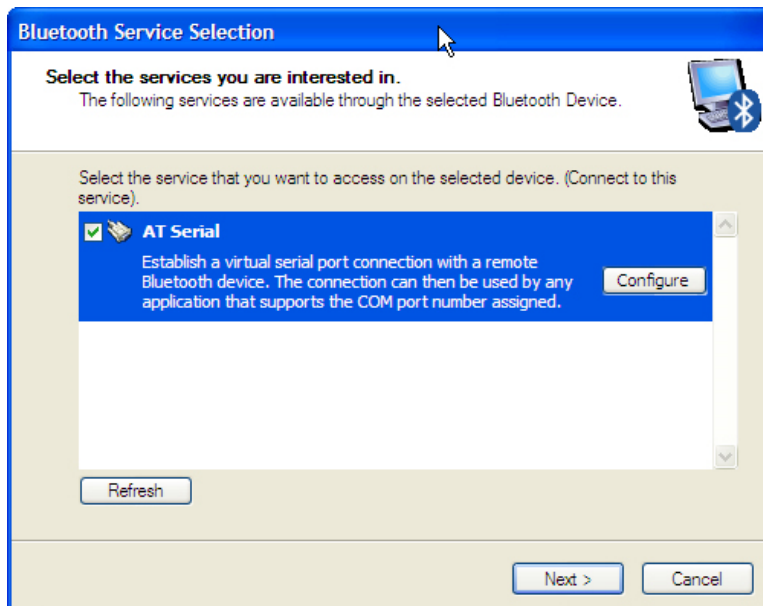 Bluetooth Service Selection
Select the services you are interested in.
The following services are available through the selected Bluetooth Device.
Select the service that you want to access on the selected device. (Connect to this
service).
AT Serial
Establish a virtual serial port connection with a remote
Bluetooth device. The connection can then be used by any
application that supports the COM port number assigned.
Configure
Refresh
Next >
Cancel